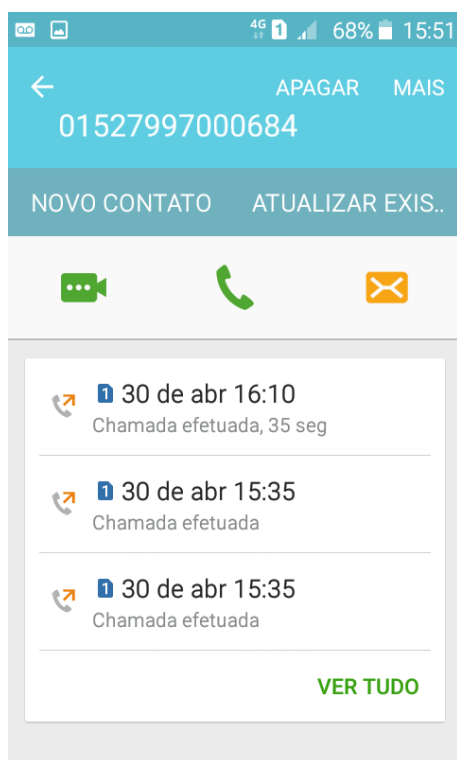 4G 1 68% 15:51
APAGAR MAIS
01527997000684
NOVO CONTATO ATUALIZAR EXIS..
1 30 de abr 16:10
Chamada efetuada, 35 seg
1 30 de abr 15:35
Chamada efetuada
1 30 de abr 15:35
Chamada efetuada
VER TUDO